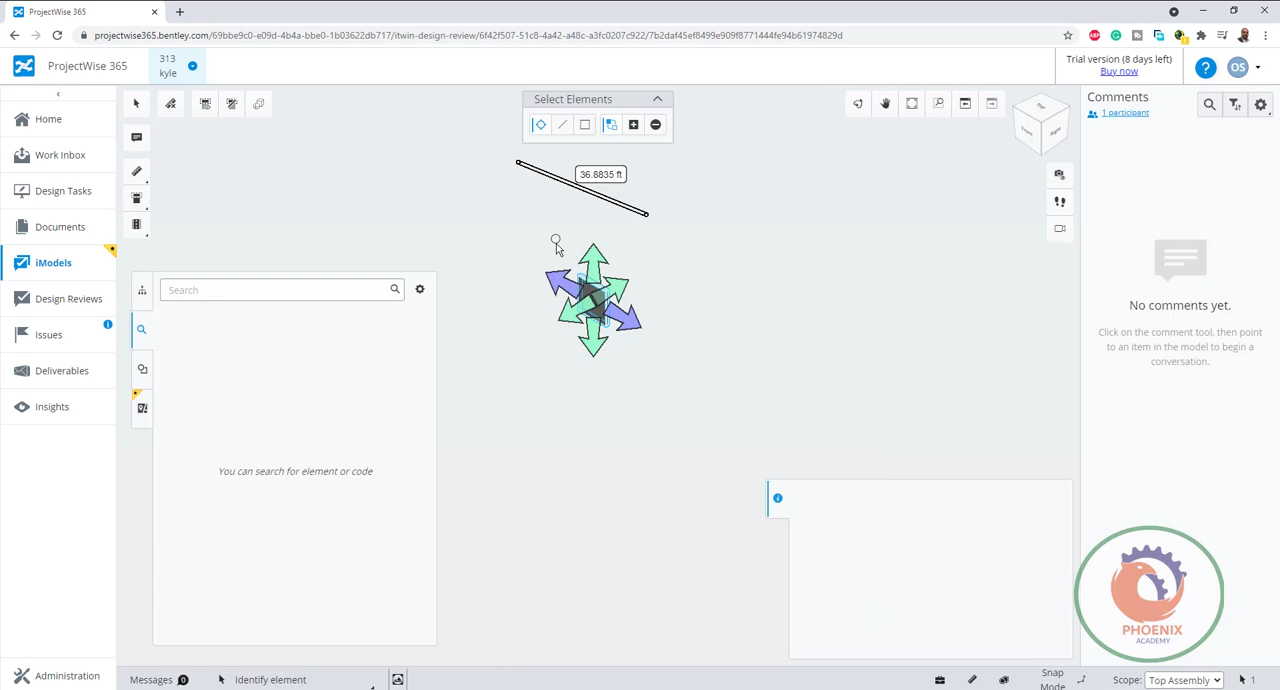 ProjectWise 365
projectwise365.bentley.com/69bbe9c0-e09d-4b4a-bbe0-1b03622db717/itwin-design-review/6f42f507-51c8-4a42-a48c-a3fc0207c922/7b2daf45ef8499e909f8771444fe94b61974829d
ProjectWise 365
313
kyle
Trial version (8 days left)
Buy now
OS
Home
Work Inbox
Design Tasks
Documents
iModels
Design Reviews
Issues
Deliverables
Insights
Administration
Select Elements
36.8835 ft
Front
Right
Search
You can search for element or code
Comments
1 participant
No comments yet.
Click on the comment tool, then point
to an item in the model to begin a
conversation.
PHOENIX
ACADEMY
Messages 0
Identify element
Snap
Mode
Scope: Top Assembly
1